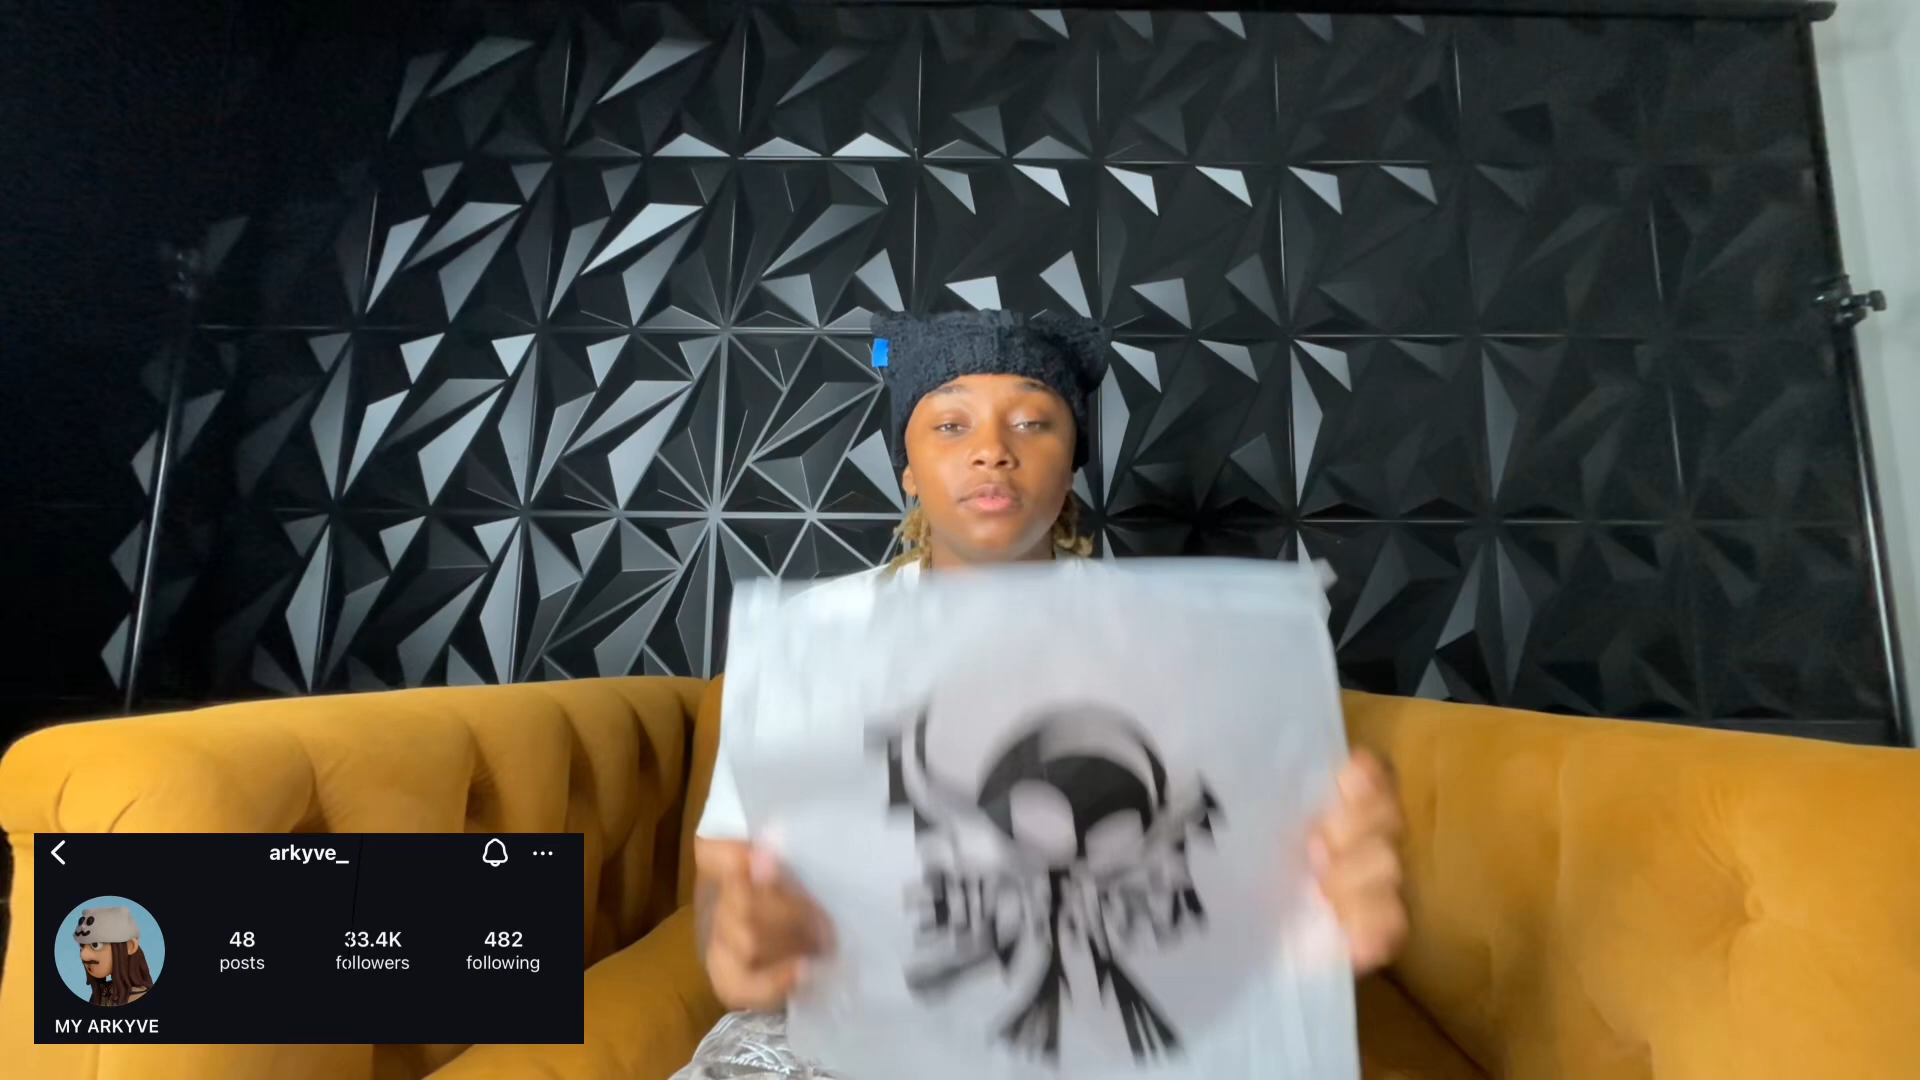 arkyve_
48
33.4K
482
posts
followers
following
MY ARKYVE